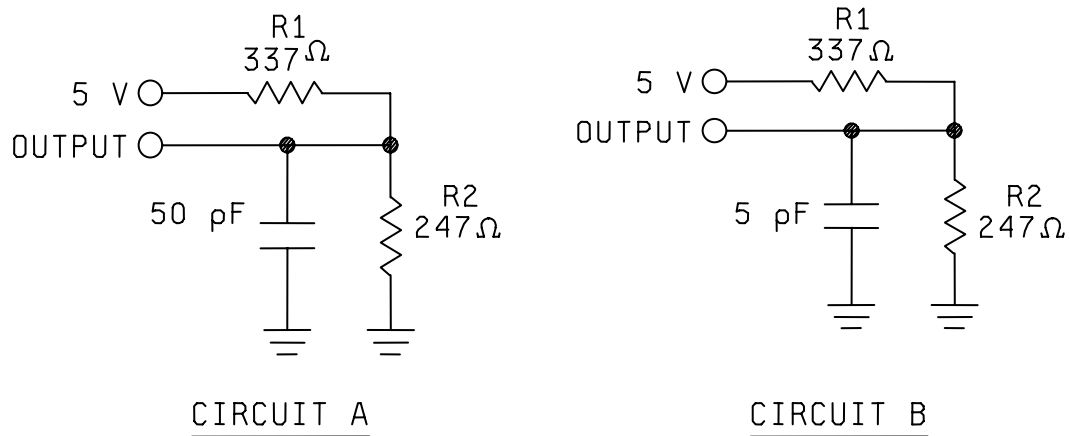 R1
337Ω
5 V
OUTPUT
50 pF
R2
247Ω
CIRCUIT A
R1
337Ω
5 V
OUTPUT
5 pF
R2
247Ω
CIRCUIT B